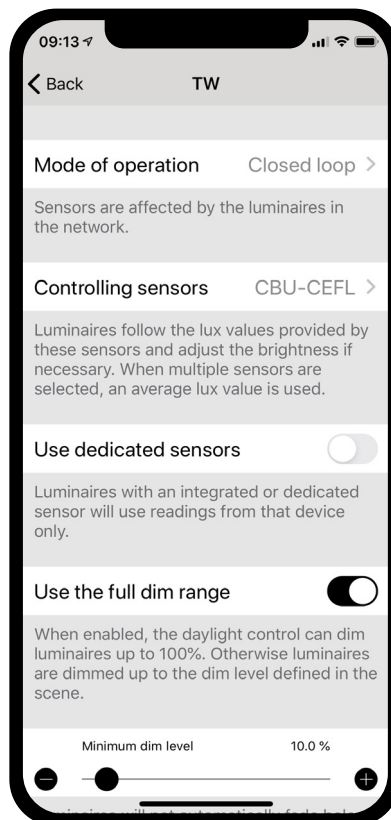 09:13
Back
TW
Mode of operation Closed loop
Sensors are affected by the luminaires in
the network.
Controlling sensors CBU-CEFL
Luminaires follow the lux values provided by
these sensors and adjust the brightness if
necessary. When multiple sensors are
selected, an average lux value is used.
Use dedicated sensors
Luminaires with an integrated or dedicated
sensor will use readings from that device
only.
Use the full dim range
When enabled, the daylight control can dim
luminaires up to 100%. Otherwise luminaires
are dimmed up to the dim level defined in the
scene.
Minimum dim level 10.0 %